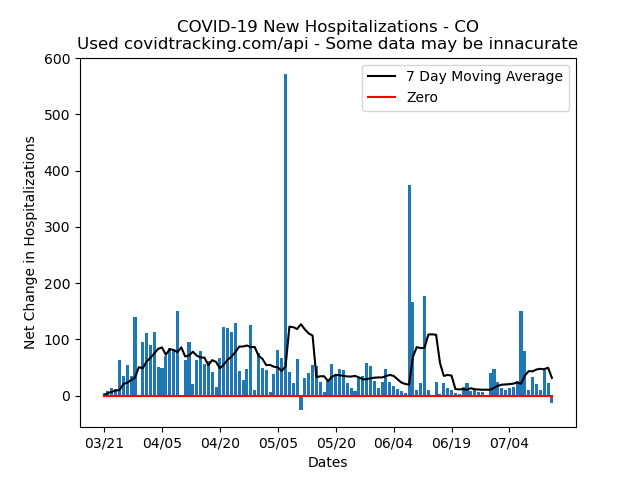 COVID-19 New Hospitalizations - CO
Used covidtracking.com/api - Some data may be innacurate
7 Day Moving Average
Zero
Net Change in Hospitalizations
600
500
400
300
200
100
0
03/21 04/05 04/20 05/05 05/20 06/04 06/19 07/04
Dates